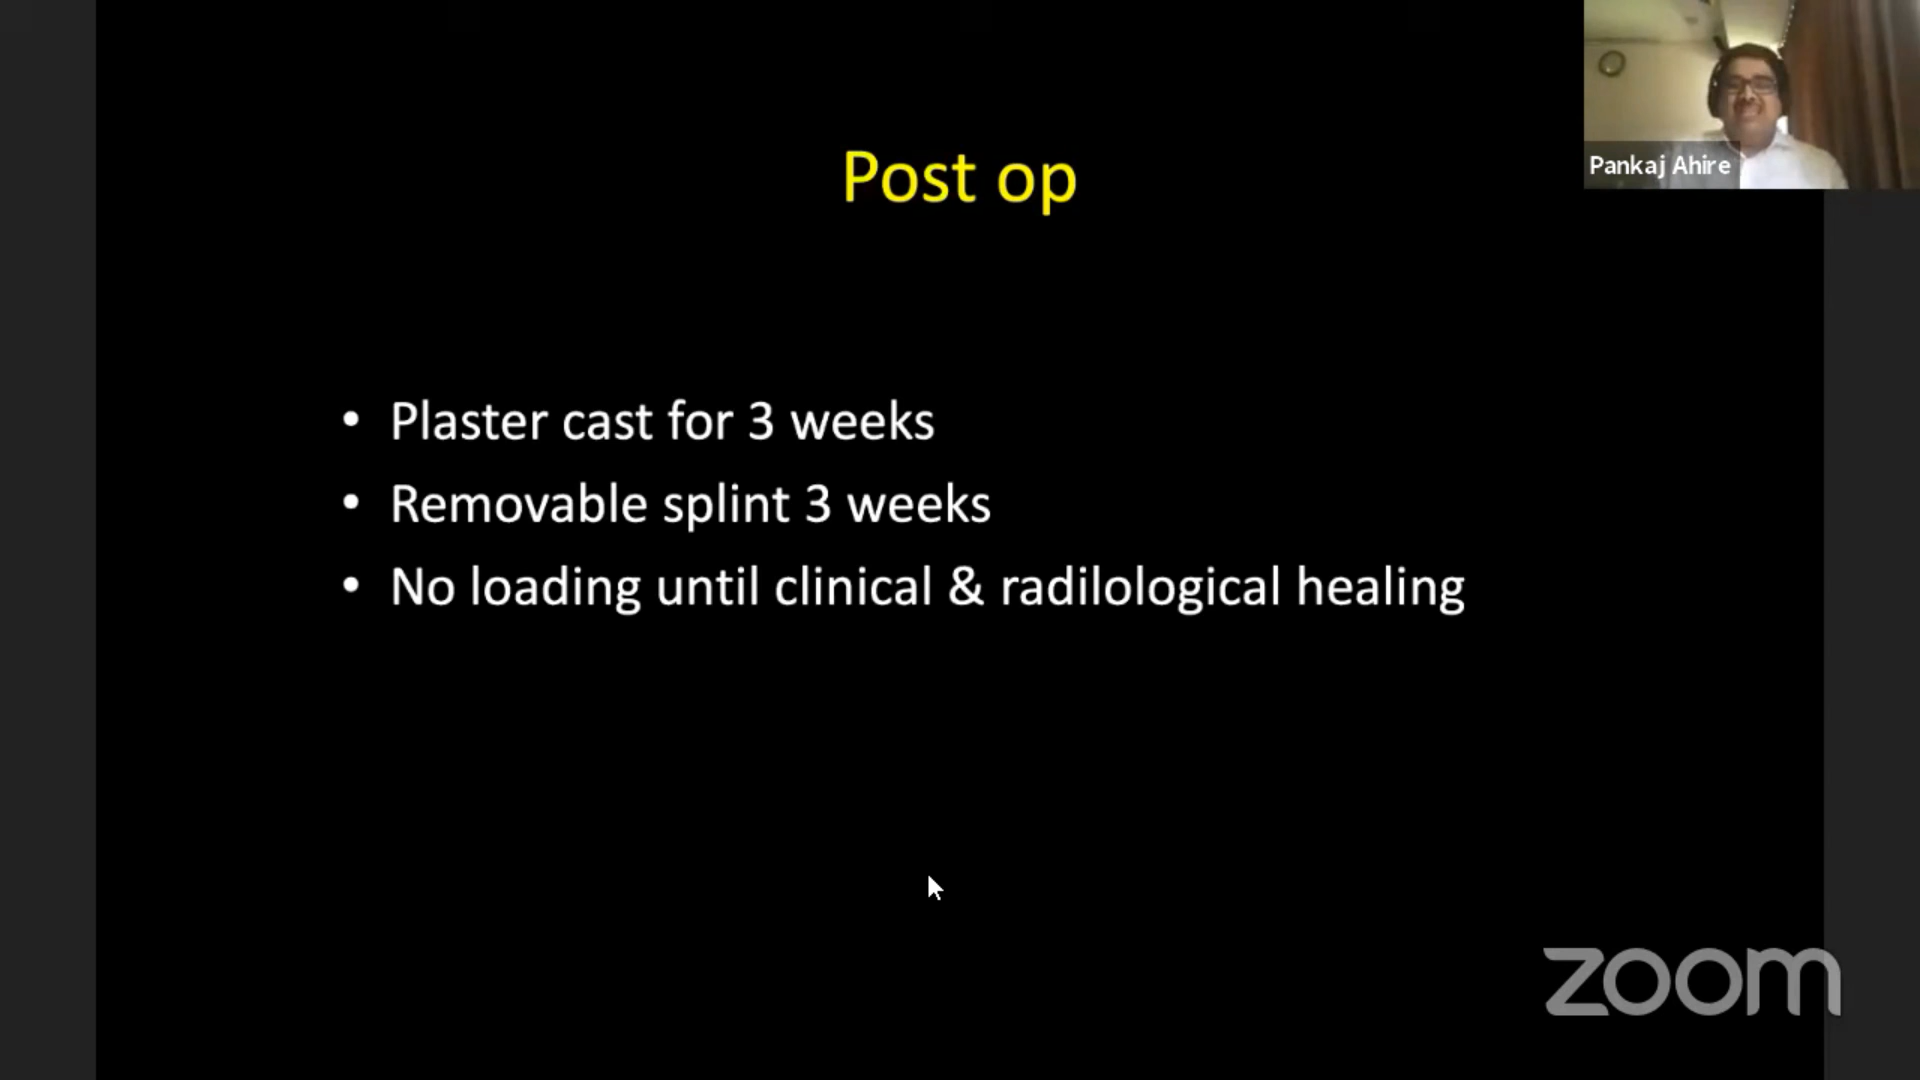 Post op
Pankaj Ahire
• Plaster cast for 3 weeks
• Removable splint 3 weeks
• No loading until clinical & radilological healing
zoom